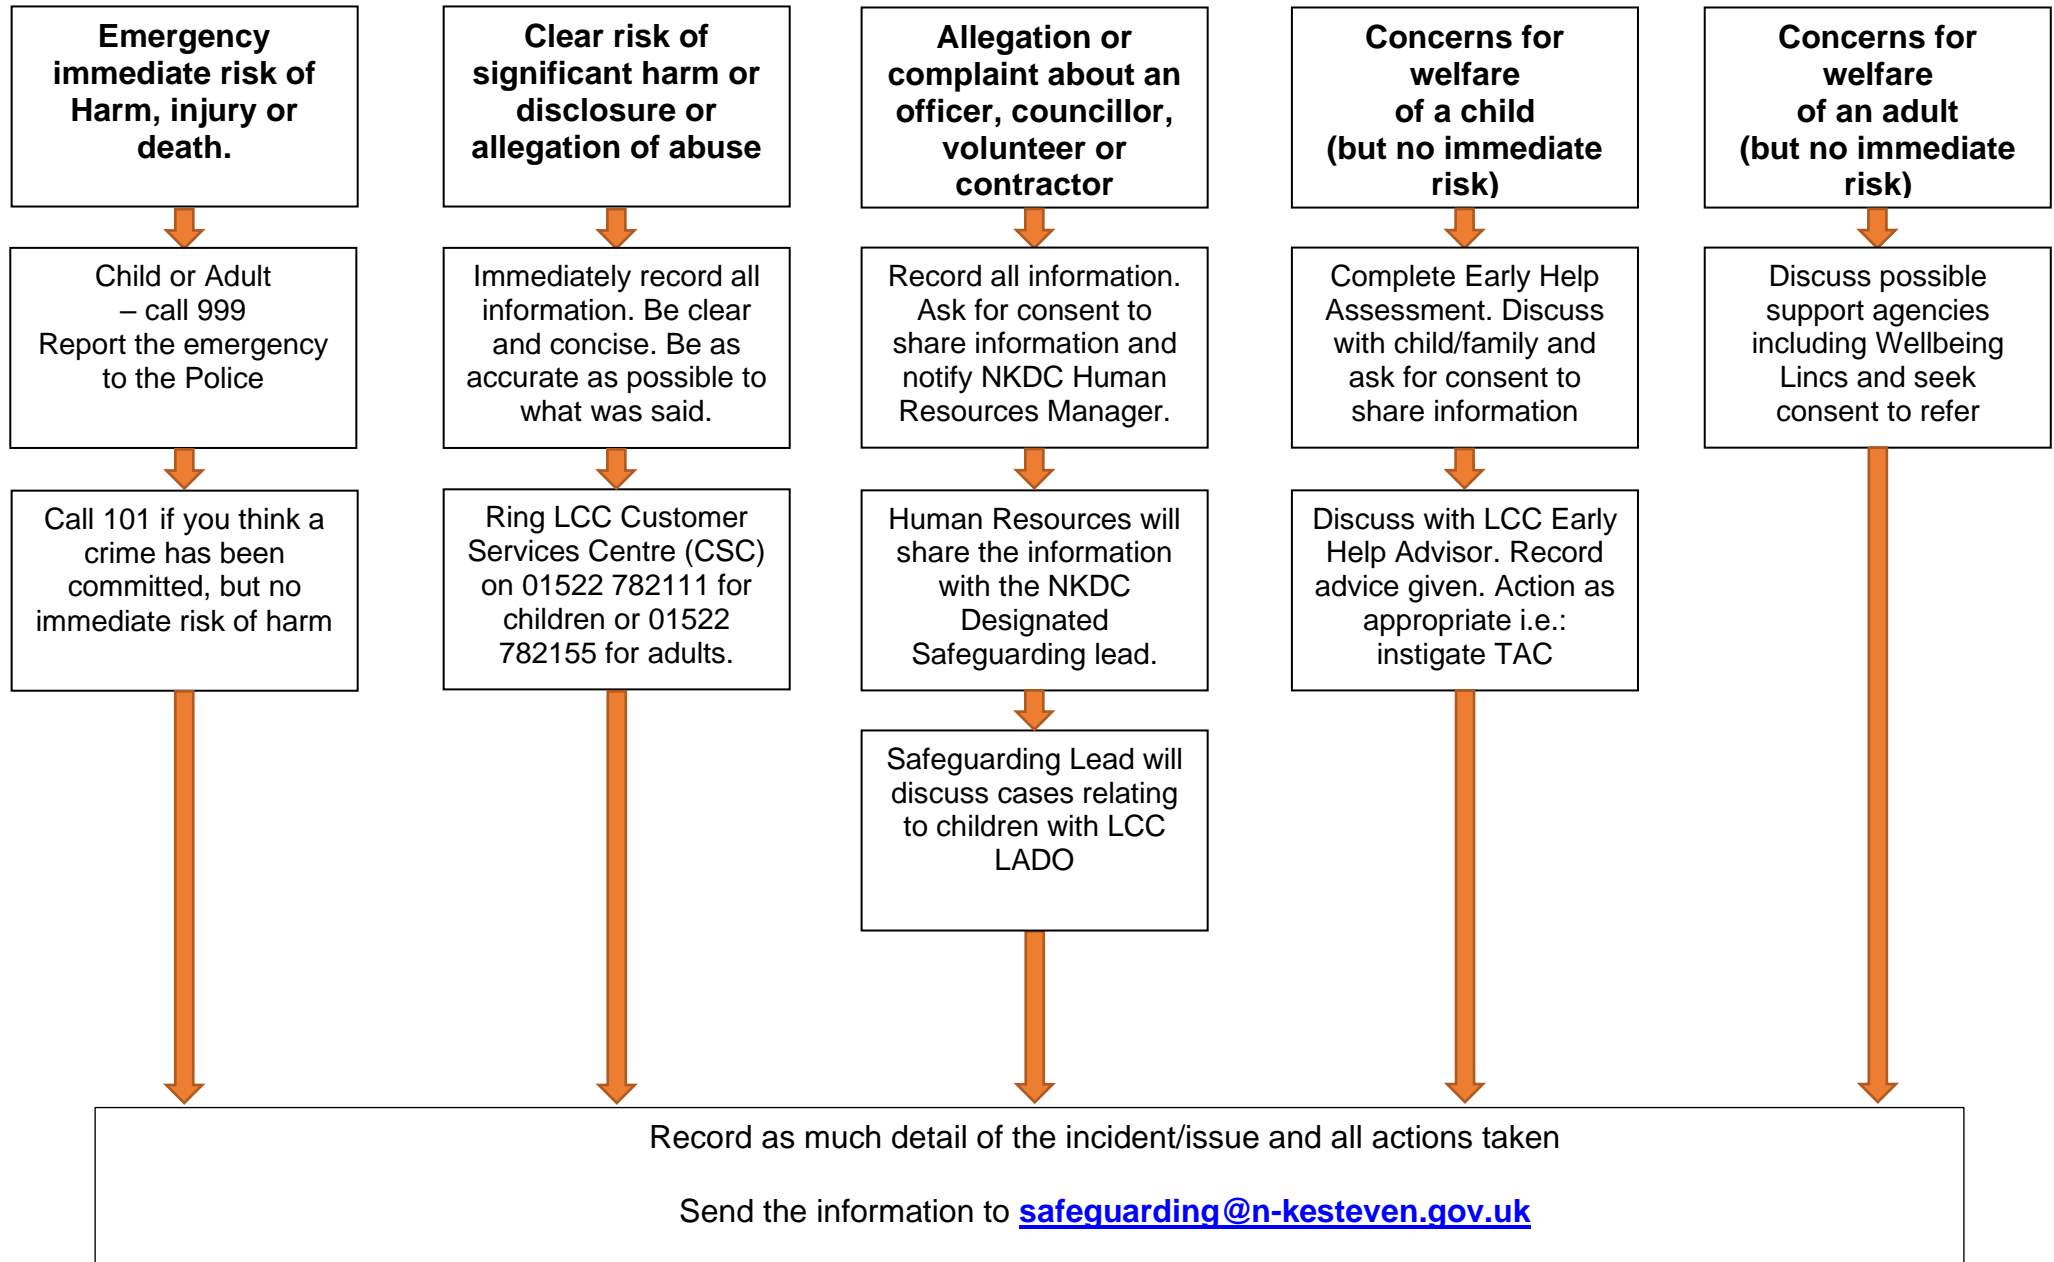 Emergency
immediate risk of
Harm, injury or
death.
Clear risk of
significant harm or
disclosure or
allegation of abuse
Allegation or
complaint about an
officer, councillor,
volunteer or
contractor
Concerns for
welfare
of a child
(but no immediate
risk)
Concerns for
welfare
of an adult
(but no immediate
risk)
Child or Adult
– call 999
Report the emergency
to the Police
Immediately record all
information. Be clear
and concise. Be as
accurate as possible to
what was said.
Record all information.
Ask for consent to
share information and
notify NKDC Human
Resources Manager.
Complete Early Help
Assessment. Discuss
with child/family and
ask for consent to
share information
Discuss possible
support agencies
including Wellbeing
Lincs and seek
consent to refer
Call 101 if you think a
crime has been
committed, but no
immediate risk of harm
Ring LCC Customer
Services Centre (CSC)
on 01522 782111 for
children or 01522
782155 for adults.
Human Resources will
share the information
with the NKDC
Designated
Safeguarding lead.
Discuss with LCC Early
Help Advisor. Record
advice given. Action as
appropriate i.e.:
instigate TAC
Safeguarding Lead will
discuss cases relating
to children with LCC
LADO
Record as much detail of the incident/issue and all actions taken
Send the information to safeguarding@n-kesteven.gov.uk